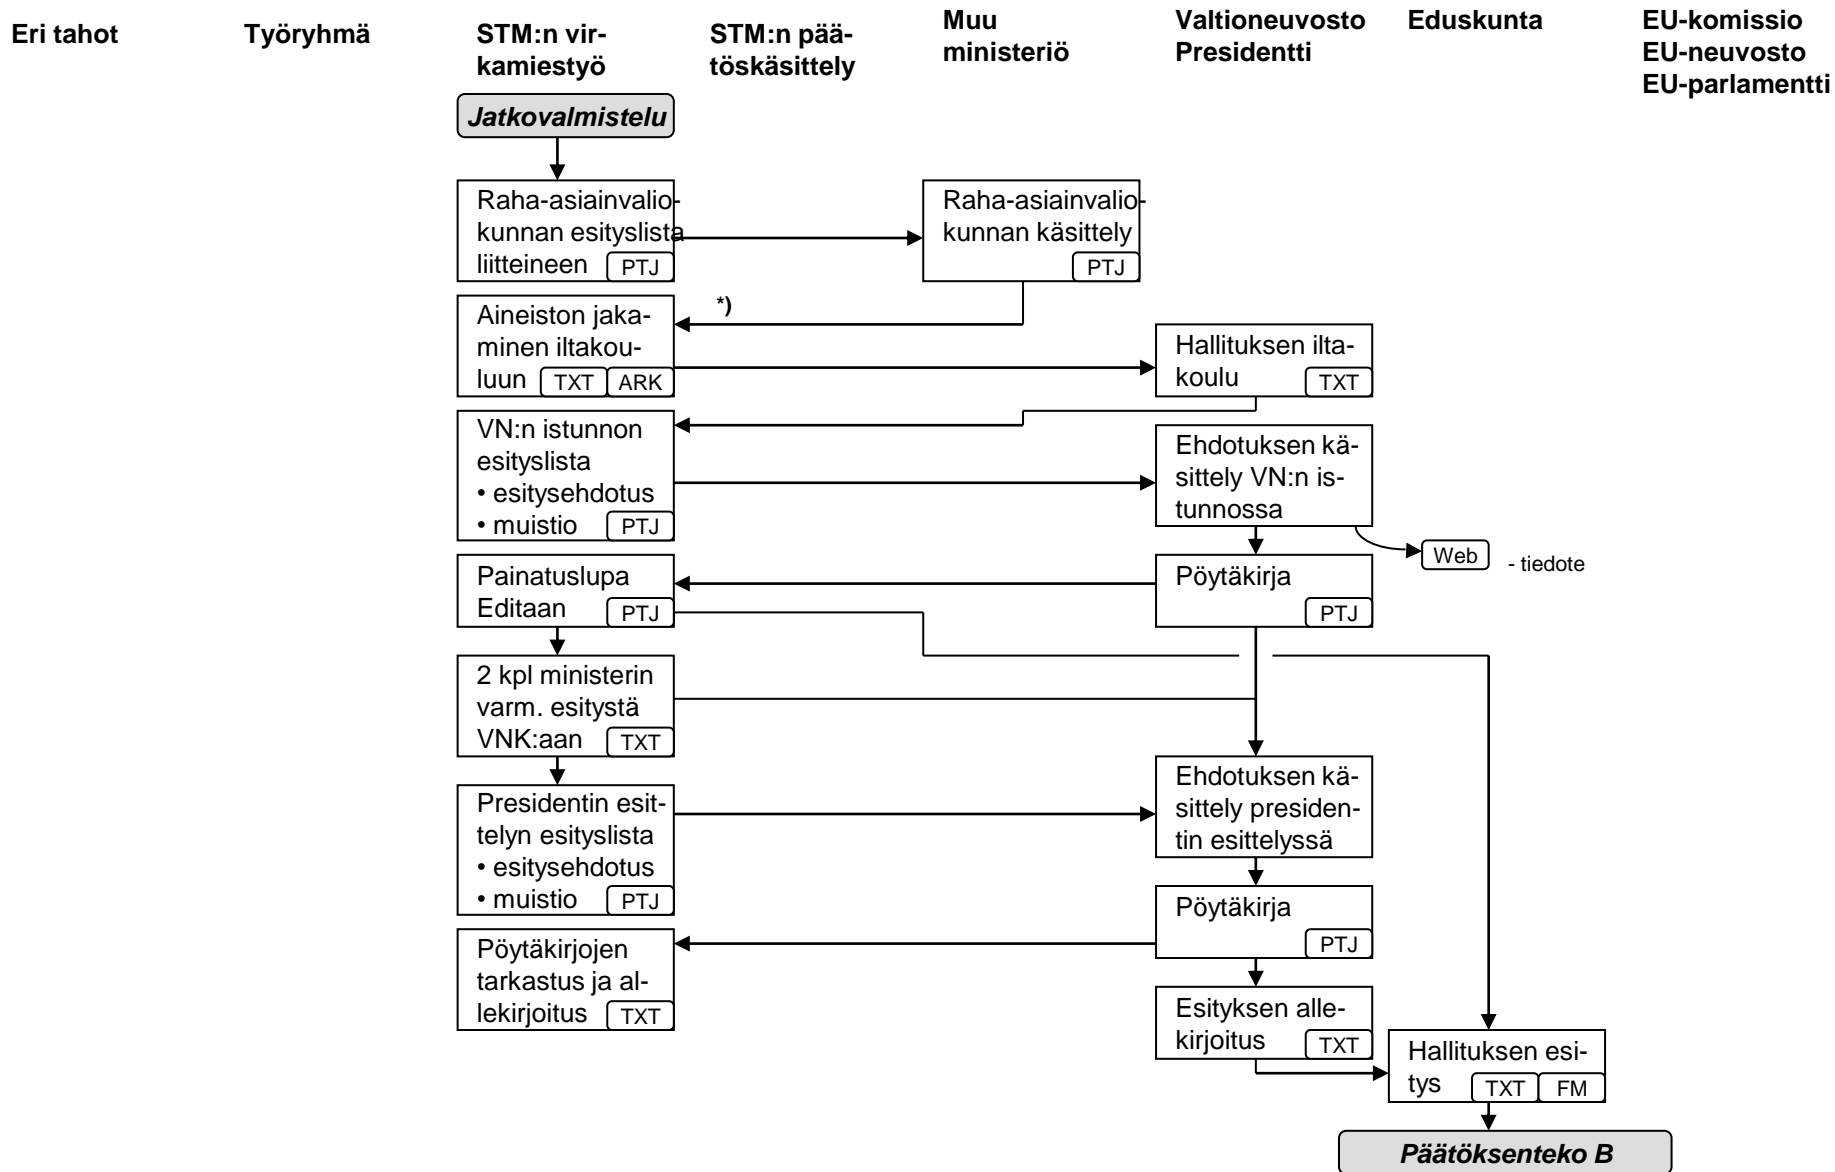 Eri tahot
Työryhmä
STM:n vir-
kamiestyö
STM:n pää-
töskäsittely
Muu
ministeriö
Valtioneuvosto
Presidentti
Eduskunta
EU-komissio
EU-neuvosto
EU-parlamentti
Jatkovalmistelu
Raha-asiainvalio-
kunnan esityslista
liitteineen PTJ
Raha-asiainvalio-
kunnan käsittely
PTJ
*)
Aineiston jaka-
minen iltakou-
luun TXT ARK
Hallituksen ilta-
koulu TXT
VN:n istunnon
esityslista
• esitysehdotus
• muistio PTJ
Ehdotuksen kä-
sittely VN:n is-
tunnossa
Web - tiedote
Painatuslupa
Editaan PTJ
Pöytäkirja
PTJ
2 kpl ministerin
varm. esitystä
VNK:aan TXT
Presidentin esit-
telyn esityslista
• esitysehdotus
• muistio PTJ
Ehdotuksen kä-
sittely presiden-
tin esittelyssä
Pöytäkirja
PTJ
Pöytäkirjojen
tarkastus ja al-
lekirjoitus TXT
Esityksen alle-
kirjoitus TXT
Hallituksen esi-
tys TXT FM
Päätöksenteko B